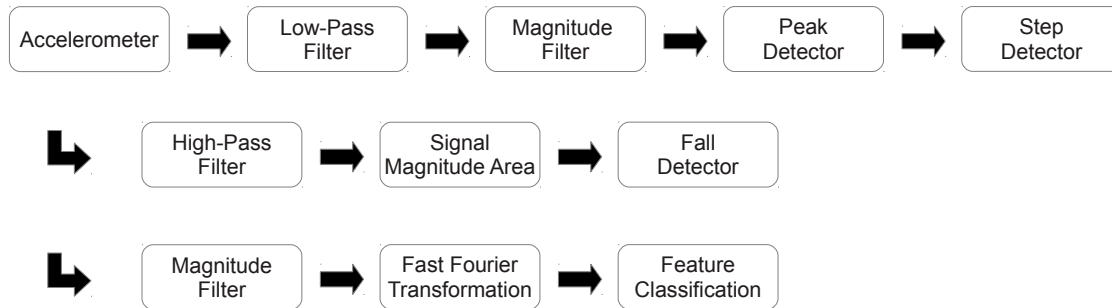 Accelerometer
Low-Pass
Filter
Magnitude
Filter
Peak
Detector
Step
Detector
High-Pass
Filter
Signal
Magnitude Area
Fall
Detector
Magnitude
Filter
Fast Fourier
Transformation
Feature
Classification